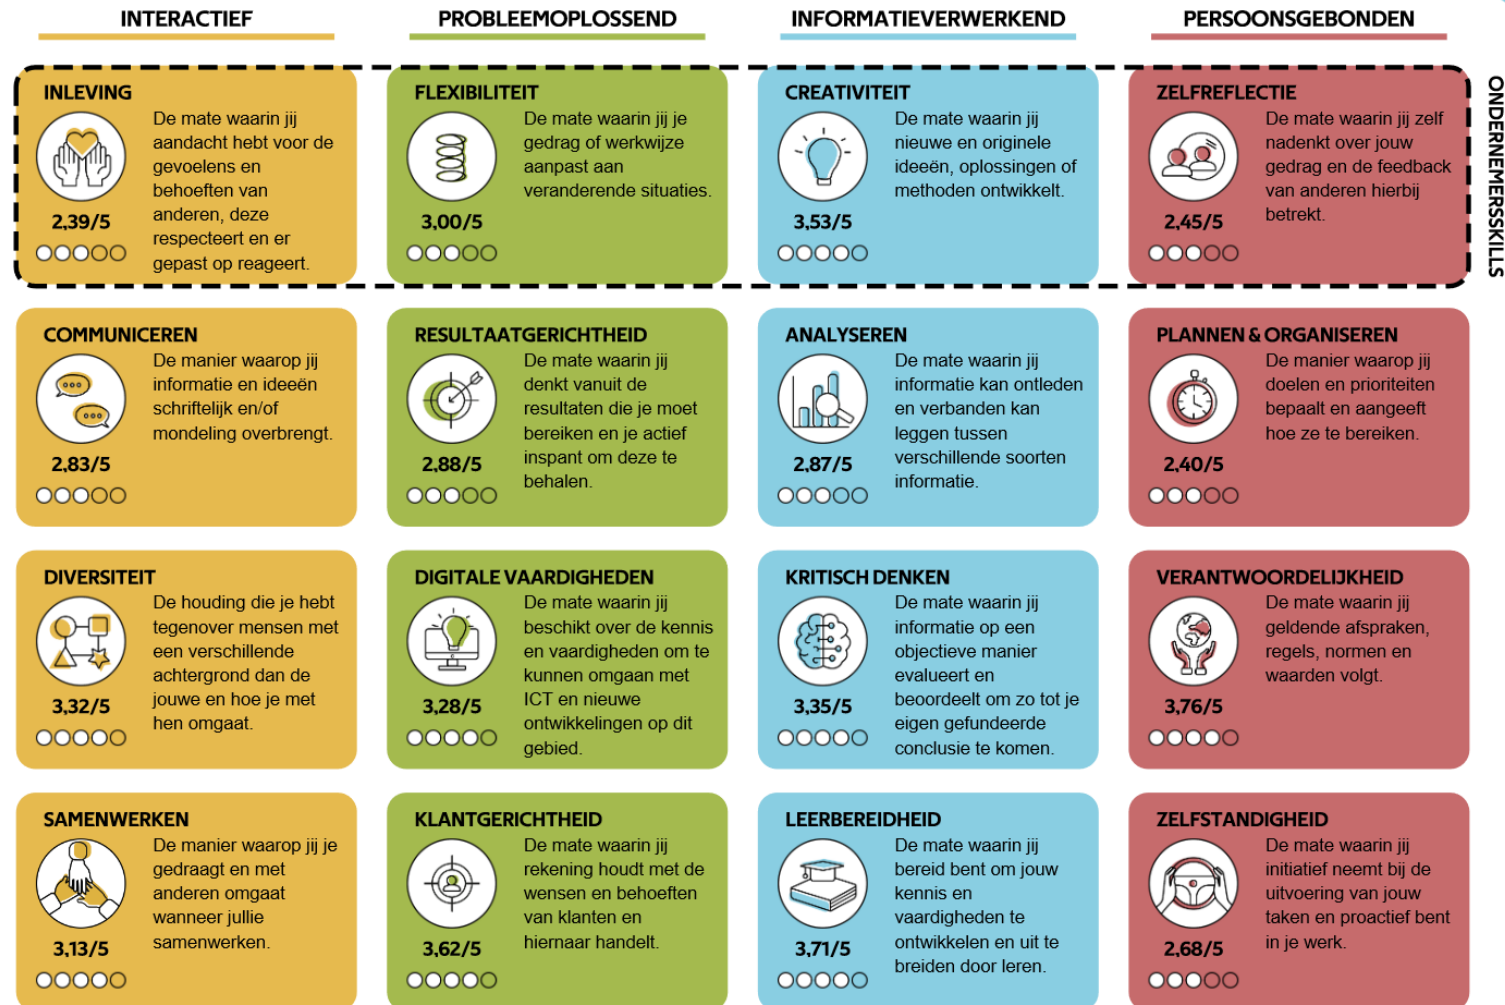 INTERACTIEF
PROBLEEMOPLOSSEND
INFORMATIEVERWERKEND
PERSOONSGEBONDEN
ONDERNEMERSSKILLS
INLEVING
De mate waarin jij
aandacht hebt voor de
gevoelens en
behoeften van
anderen, deze
respecteert en er
gepast op reageert.
2,39/5
FLEXIBILITEIT
De mate waarin jij je
gedrag of werkwijze
aanpast aan
veranderende situaties.
3,00/5
CREATIVITEIT
De mate waarin jij
nieuwe en originele
ideeën, oplossingen of
methoden ontwikkelt.
3,53/5
ZELFREFLECTIE
De mate waarin jij zelf
nadenkt over jouw
gedrag en de feedback
van anderen hierbij
betrekt.
2,45/5
COMMUNICEREN
De manier waarop jij
informatie en ideeën
schriftelijk en/of
mondeling overbrengt.
2,83/5
RESULTAATGERICHTHEID
De mate waarin jij
denkt vanuit de
resultaten die je moet
bereiken en je actief
inspant om deze te
behalen.
2,88/5
ANALYSEREN
De mate waarin jij
informatie kan ontleden
en verbanden kan
leggen tussen
verschillende soorten
informatie.
2,87/5
PLANNEN & ORGANISEREN
De manier waarop jij
doelen en prioriteiten
bepaalt en aangeeft
hoe ze te bereiken.
2,40/5
DIVERSITEIT
De houding die je hebt
tegenover mensen met
een verschillende
achtergrond dan de
jouwe en hoe je met
hen omgaat.
3,32/5
DIGITALE VAARDIGHEDEN
De mate waarin jij
beschikt over de kennis
en vaardigheden om te
kunnen omgaan met
ICT en nieuwe
ontwikkelingen op dit
gebied.
3,28/5
KRITISCH DENKEN
De mate waarin jij
informatie op een
objectieve manier
evalueert en
beoordeelt om zo tot je
eigen gefundeerde
conclusie te komen.
3,35/5
VERANTWOORDELIJKHEID
De mate waarin jij
geldende afspraken,
regels, normen en
waarden volgt.
3,76/5
SAMENWERKEN
De manier waarop jij je
gedraagt en met
anderen omgaat
wanneer jullie
samenwerken.
3,13/5
KLANTGERICHTHEID
De mate waarin jij
rekening houdt met de
wensen en behoeften
van klanten en
hiernaar handelt.
3,62/5
LEERBEREIDHEID
De mate waarin jij
bereid bent om jouw
kennis en
vaardigheden te
ontwikkelen en uit te
breiden door leren.
3,71/5
ZELFSTANDIGHEID
De mate waarin jij
initiatief neemt bij de
uitvoering van jouw
taken en proactief bent
in je werk.
2,68/5